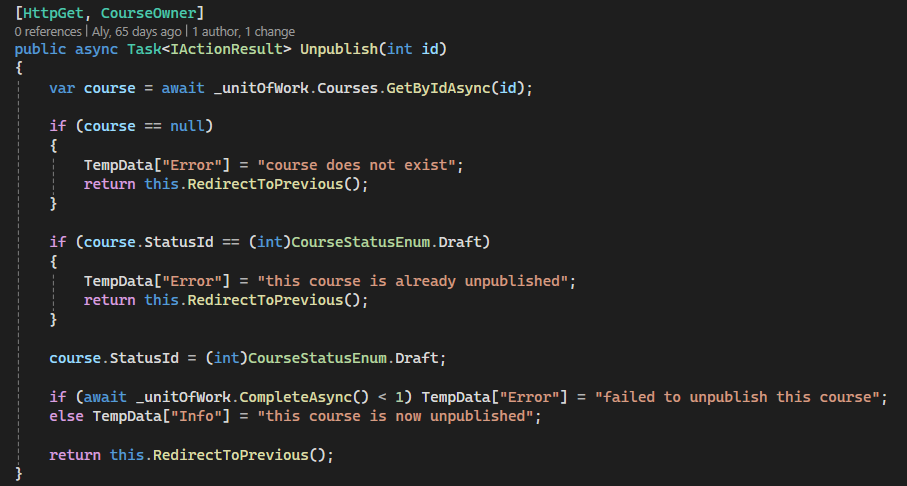 [HttpGet, CourseOwner]
0 references | Aly, 65 days ago | 1 author, 1 change
public async Task<IActionResult> Unpublish(int id)
{
    var course = await _unitOfWork.Courses.GetByIdAsync(id);

    if (course == null)
    {
        TempData["Error"] = "course does not exist";
        return this.RedirectToPrevious();
    }

    if (course.StatusId == (int)CourseStatusEnum.Draft)
    {
        TempData["Error"] = "this course is already unpublished";
        return this.RedirectToPrevious();
    }

    course.StatusId = (int)CourseStatusEnum.Draft;

    if (await _unitOfWork.CompleteAsync() < 1) TempData["Error"] = "failed to unpublish this course";
    else TempData["Info"] = "this course is now unpublished";

    return this.RedirectToPrevious();
}